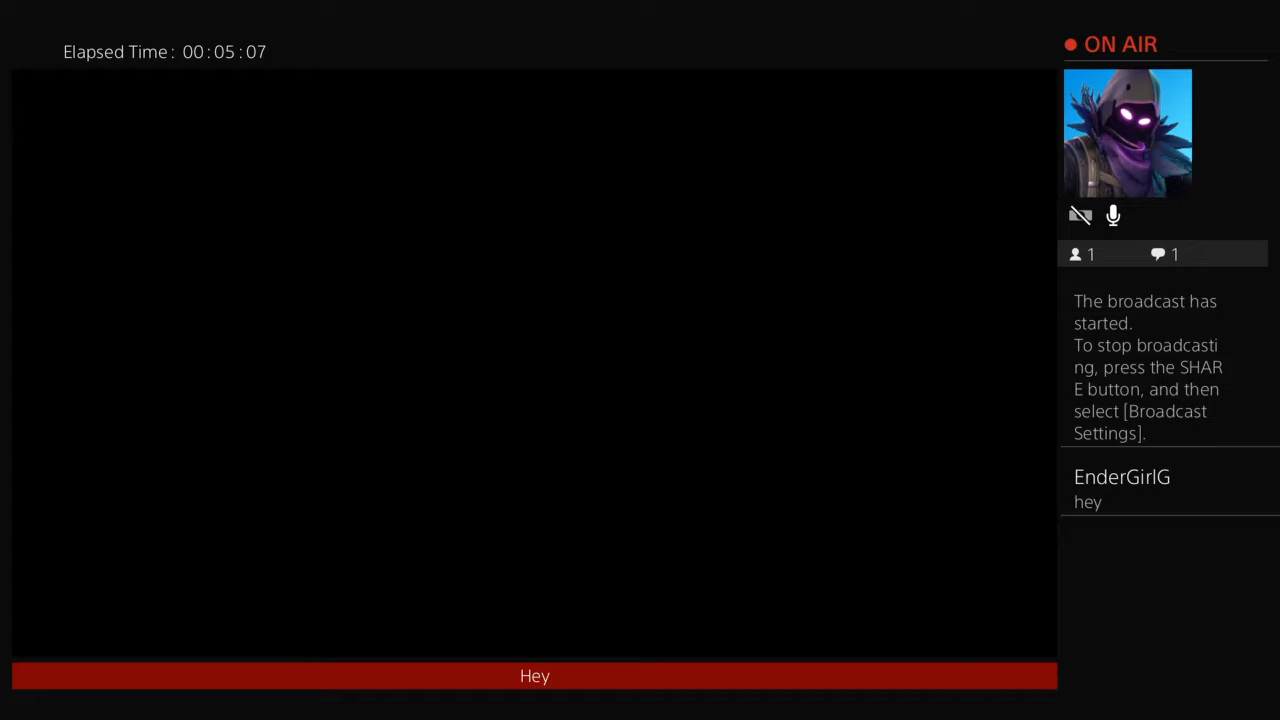 Elapsed Time: 00:05:07
ON AIR
1 1
The broadcast has
started.
To stop broadcasti
ng, press the SHAR
E button, and then
select [Broadcast
Settings].
EnderGirlG
hey
Hey